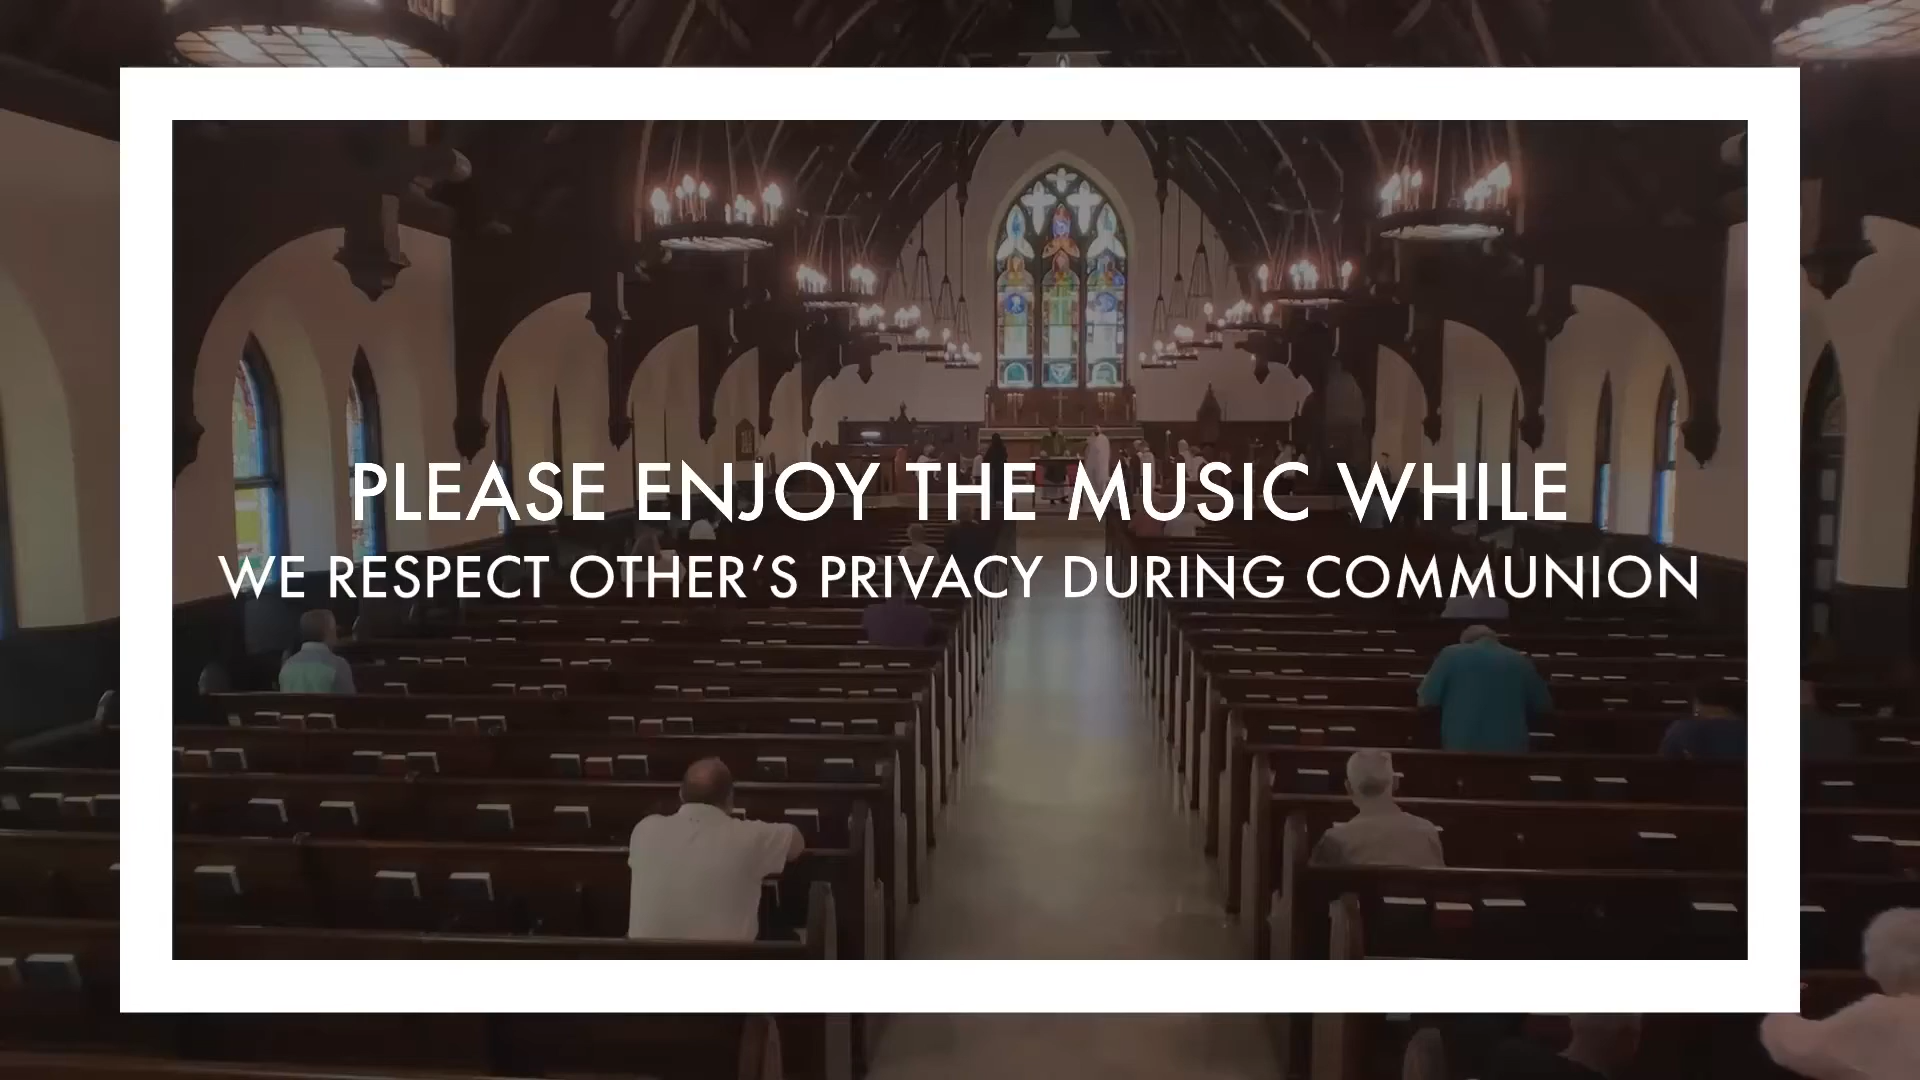 PLEASE ENJOY THE MUSIC WHILE
WE RESPECT OTHER’S PRIVACY DURING COMMUNION